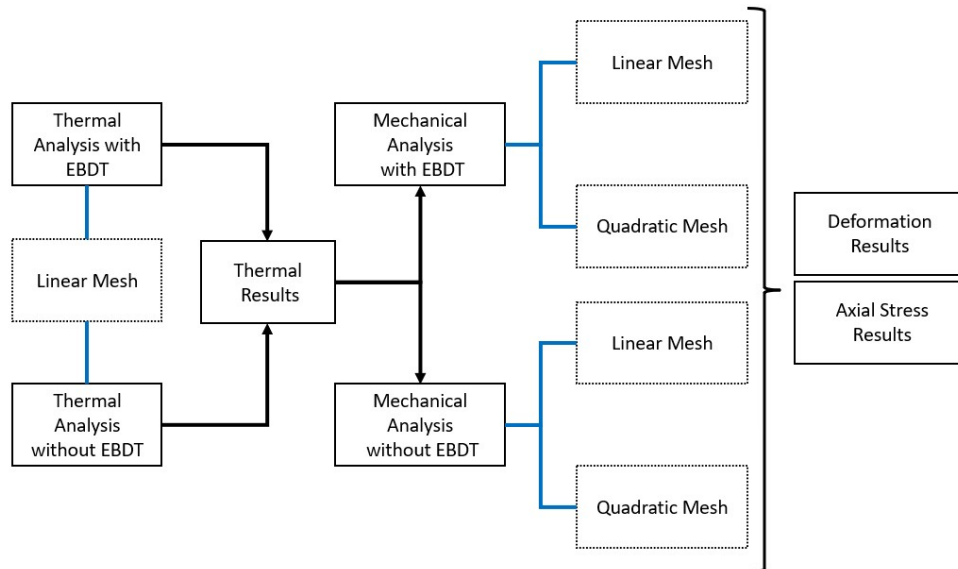 Thermal
Analysis with
EBDT
Linear Mesh
Thermal
Analysis
without EBDT
Thermal
Results
Mechanical
Analysis
with EBDT
Mechanical
Analysis
without EBDT
Linear Mesh
Quadratic Mesh
Linear Mesh
Quadratic Mesh
Deformation
Results
Axial Stress
Results